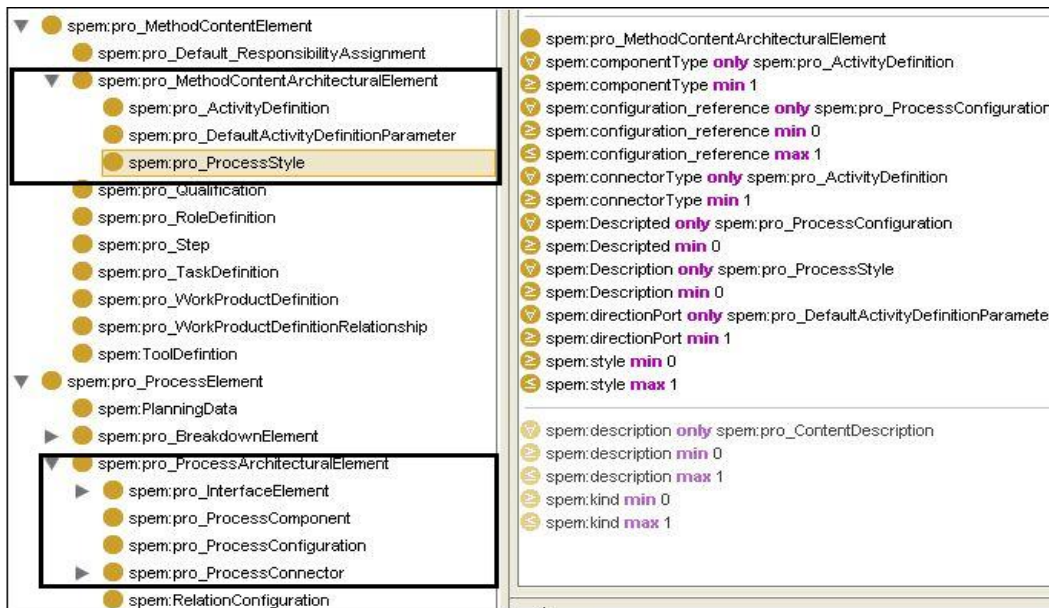 spem:pro_MethodContentElement
spem:pro_Default_ResponsibilityAssignment
spem:pro_MethodContentArchitecturalElement
spem:pro_ActivityDefinition
spem:pro_DefaultActivityDefinitionParameter
spem:pro_ProcessStyle
spem:pro_Qualification
spem:pro_RoleDefinition
spem:pro_Step
spem:pro_TaskDefinition
spem:pro_WorkProductDefinition
spem:pro_WorkProductDefinitionRelationship
spem:ToolDefintion
spem:pro_ProcessElement
spem:PlanningData
spem:pro_BreakdownElement
spem:pro_ProcessArchitecturalElement
spem:pro_InterfaceElement
spem:pro_ProcessComponent
spem:pro_ProcessConfiguration
spem:pro_ProcessConnector
spem:RelationConfiguration
spem:pro_MethodContentArchitecturalElement
spem:componentType only spem:pro_ActivityDefinition
spem:componentType min 1
spem:configuration_reference only spem:pro_ProcessConfiguration
spem:configuration_reference min 0
spem:configuration_reference max 1
spem:connectorType only spem:pro_ActivityDefinition
spem:connectorType min 1
spem:Descripted only spem:pro_ProcessConfiguration
spem:Descripted min 0
spem:Description only spem:pro_ProcessStyle
spem:Description min 0
spem:directionPort only spem:pro_DefaultActivityDefinitionParamete
spem:directionPort min 1
spem:style min 0
spem:style max 1
spem:description only spem:pro_ContentDescription
spem:description min 0
spem:description max 1
spem:kind min 0
spem:kind max 1